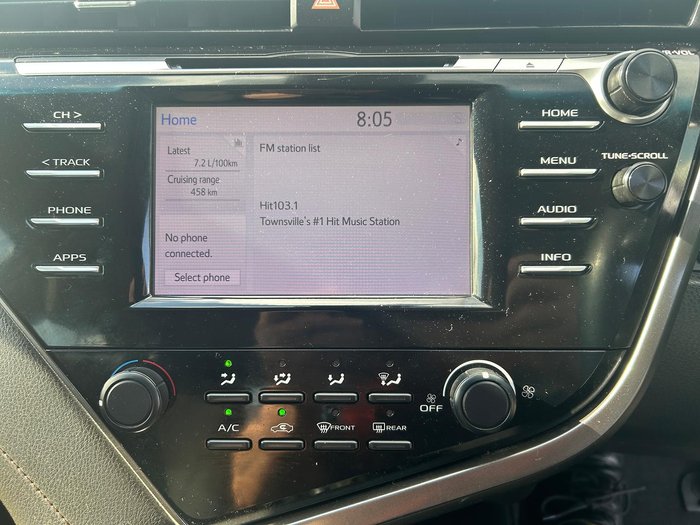 PWR•VOL
CH >
HOME
< TRACK
MENU
TUNE•SCROLL
PHONE
AUDIO
APPS
INFO
Home
8:05
Latest
7.2 L/100km
Cruising range
458 km
FM station list
Hit103.1
Townsville's #1 Hit Music Station
No phone
connected.
Select phone
OFF
A/C
FRONT
REAR